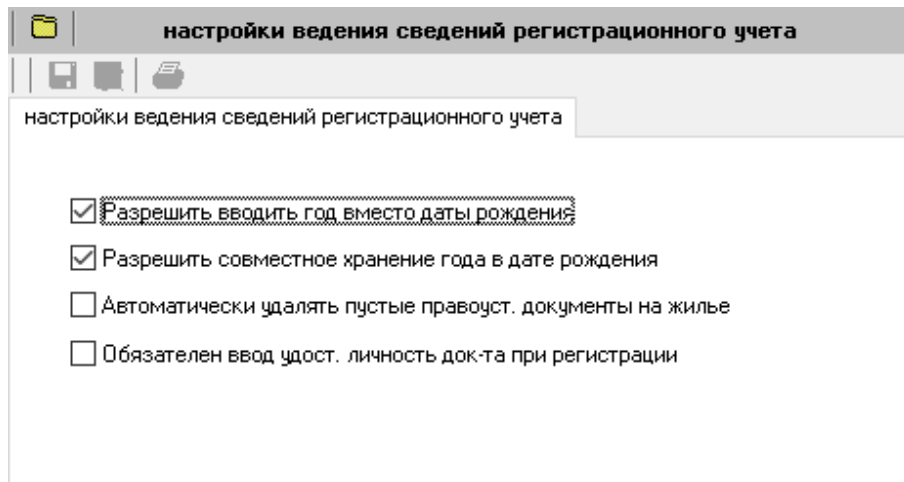 настройки ведения сведений регистрационного учета
настройки ведения сведений регистрационного учета
Разрешить вводить год вместо даты рождения
Разрешить совместное хранение года в дате рождения
Автоматически удалять пустые правоуст. документы на жилье
Обязателен ввод удост. личность док-та при регистрации